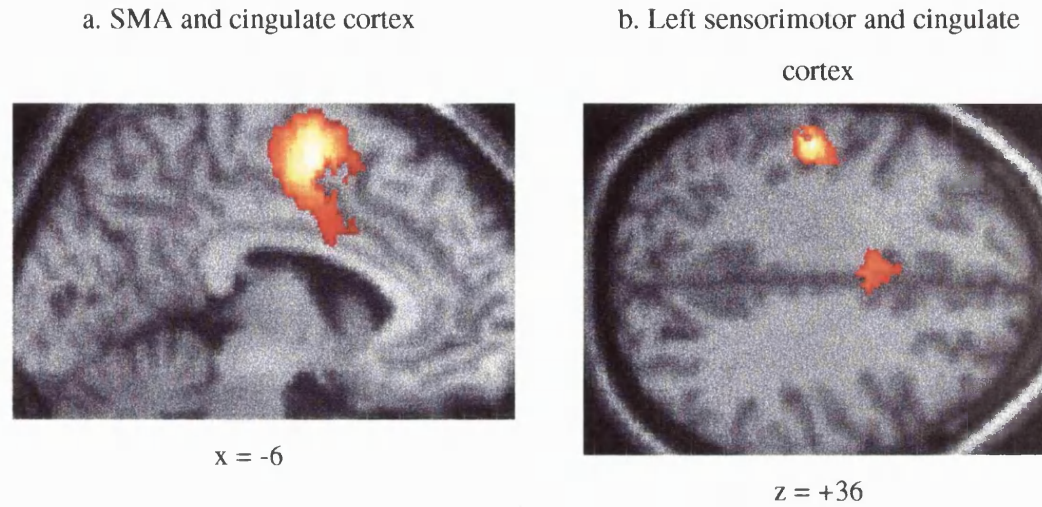 a. SMA and cingulate cortex
b. Left sensorimotor and cingulate
cortex
x = -6
z = +36